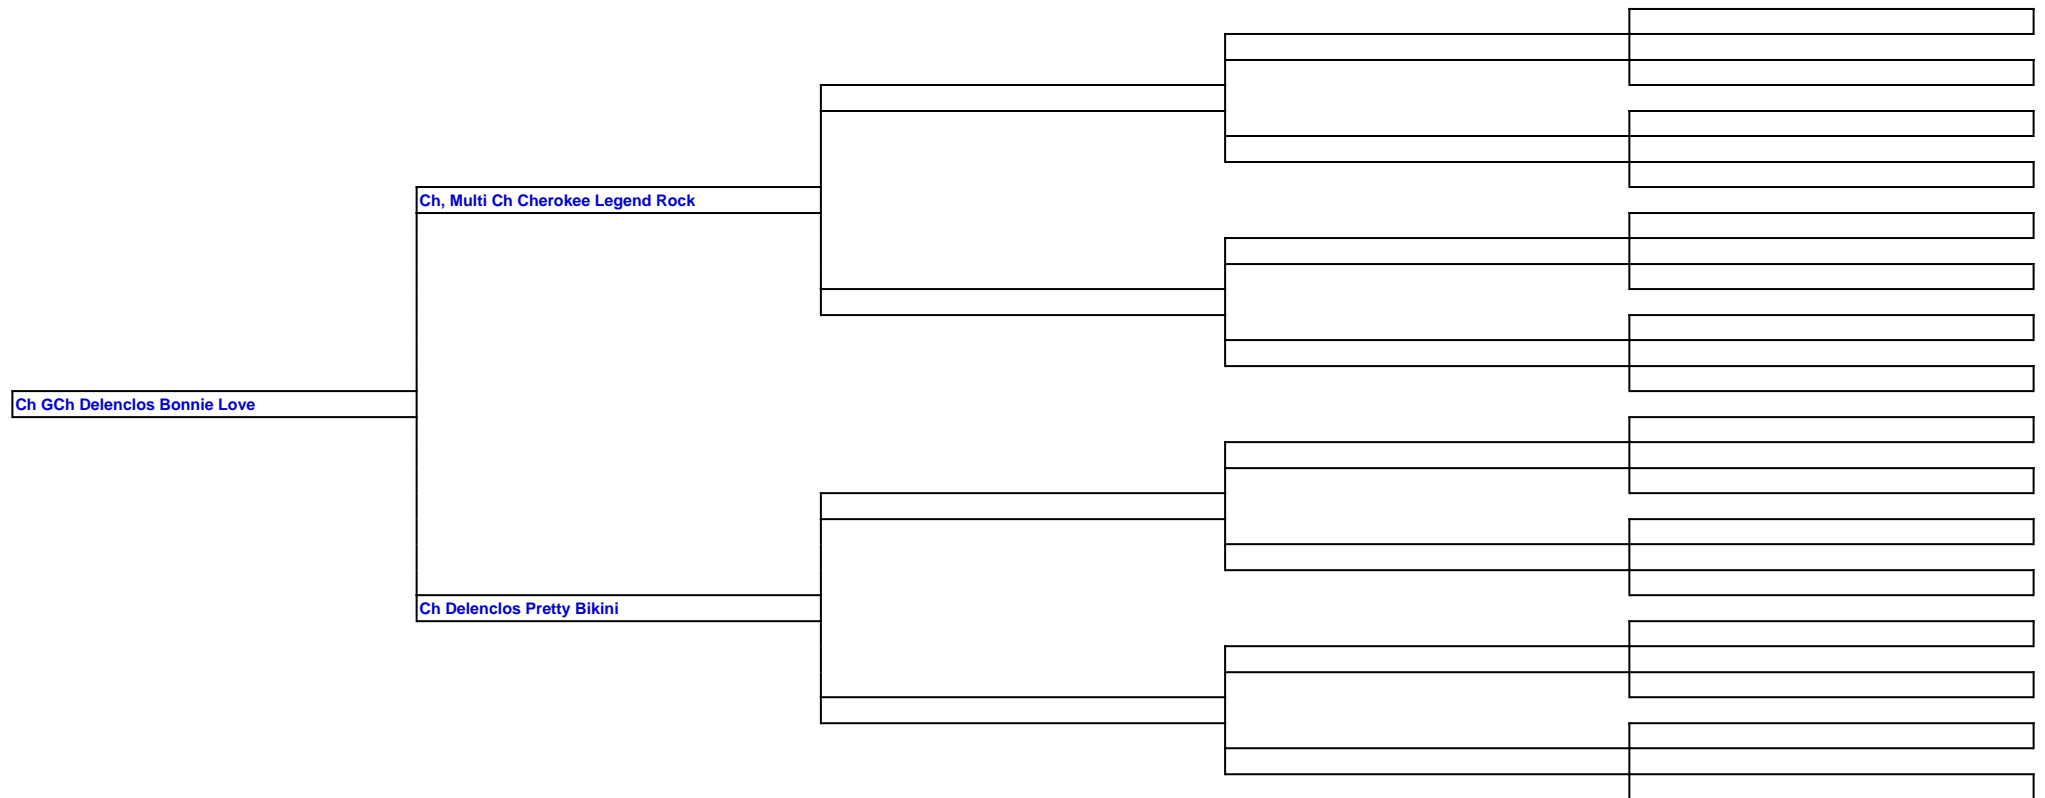 Ch, Multi Ch Cherokee Legend Rock
Ch GCh Delenclos Bonnie Love
Ch Delenclos Pretty Bikini